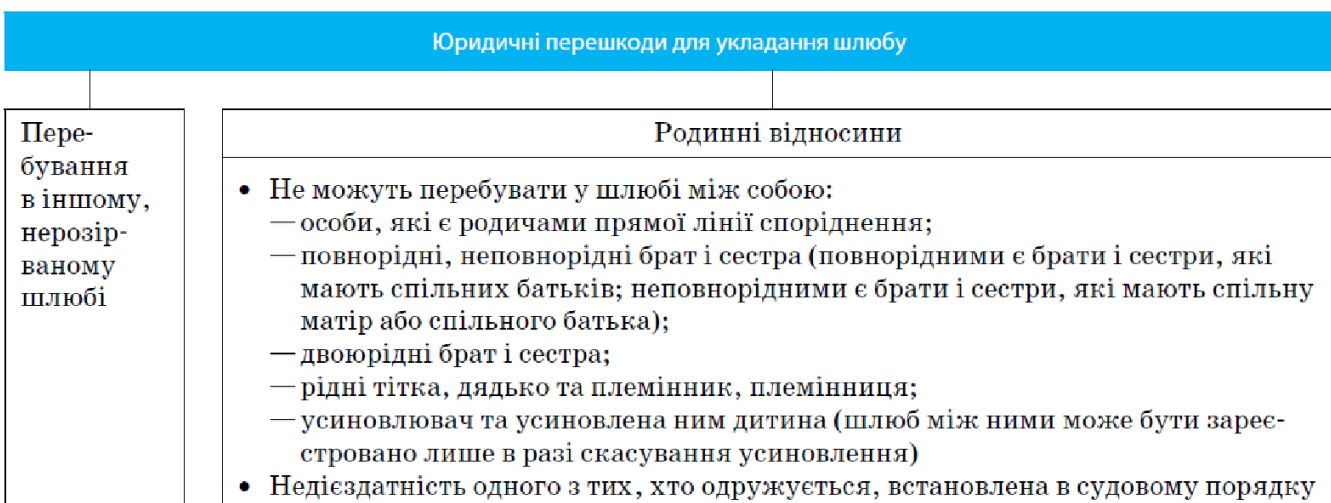 Юридичні перешкоди для укладання шлюбу
Пере-
бування
в іншому,
нерозір-
ваному
шлюбі
Родинні відносини
• Не можуть перебувати у шлюбі між собою:
— особи, які є родичами прямої лінії споріднення;
— повнорідні, неповнорідні брат і сестра (повнорідними є брати і сестри, які
мають спільних батьків; неповнорідними є брати і сестри, які мають спільну
матір або спільного батька);
— двоюрідні брат і сестра;
— рідні тітка, дядько та племінник, племінниця;
— усиновлювач та усиновлена ним дитина (шлюб між ними може бути зареє-
стровано лише в разі скасування усиновлення)
• Недієздатність одного з тих, хто одружується, встановлена в судовому порядку